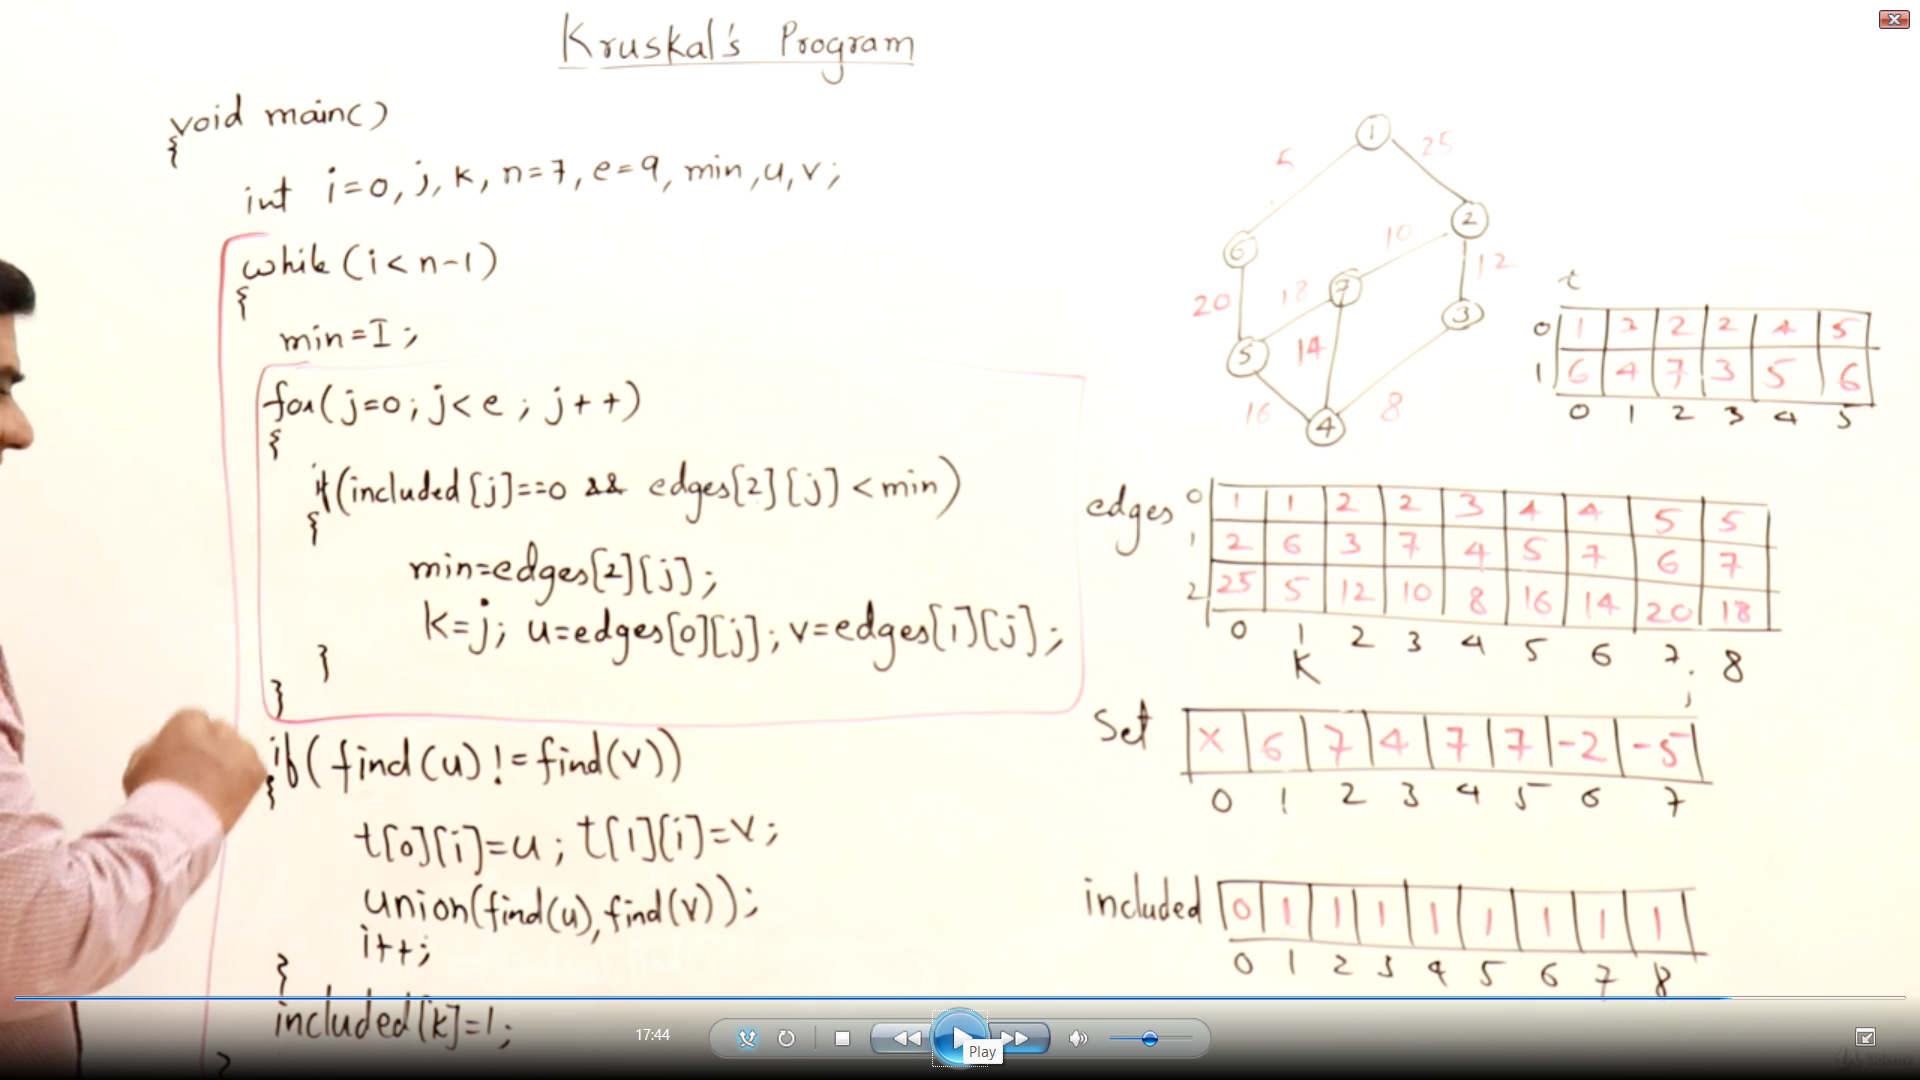 Kruskal's Program
void main()
{
int i=0, j, k, n=7, e=9, min, u, v;
while (i<n-1)
{
min=I;
for(j=0; j<e; j++)
{
if(included[j]==0 && edges[2][j]<min)
{
min=edges[2][j];
k=j; u=edges[0][j]; v=edges[1][j];
}
}
if(find(u)!=find(v))
{
t[0][i]=u; t[1][i]=v;
union(find(u),find(v));
i++;
}
included[k]=1;
}
1
5 25
6 2
10
20 18 7 12
5 14 3
16 8
4
t
0 1 3 2 2 4 5
1 6 4 7 3 5 6
0 1 2 3 4 5
edges 0 1 1 2 2 3 4 4 5 5
1 2 6 3 7 4 5 7 6 7
2 25 5 12 10 8 16 14 20 18
0 1 2 3 4 5 6 7 8
K j
Set X 6 7 4 7 7 -2 -5
0 1 2 3 4 5 6 7
included 0 1 1 1 1 1 1 1 1
0 1 2 3 4 5 6 7 8
17:44
Play